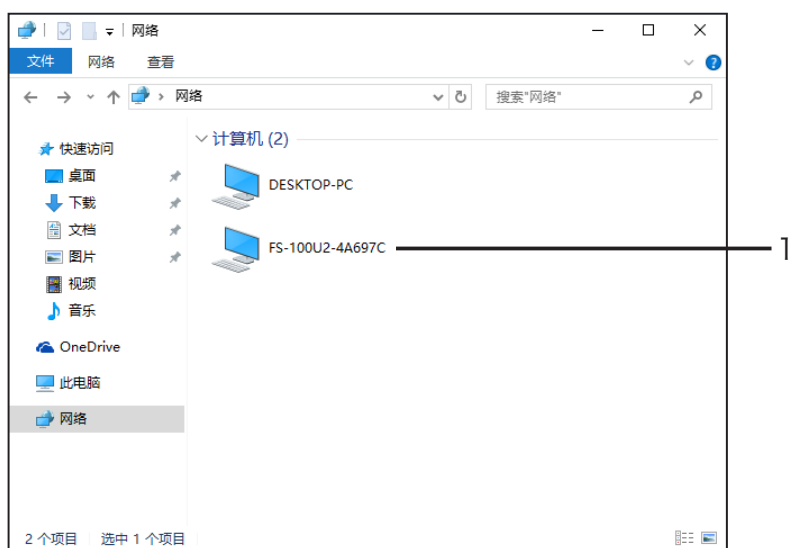 网络
文件 网络 查看
网络 搜索"网络"
快速访问
桌面
下载
文档
图片
视频
音乐
OneDrive
此电脑
网络
计算机 (2)
DESKTOP-PC
FS-100U2-4A697C
1
2 个项目 选中 1 个项目